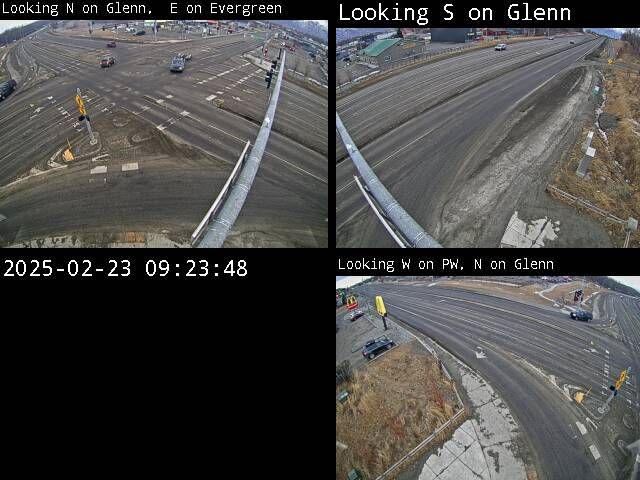 Looking N on Glenn,  E on Evergreen
Looking S on Glenn
2025-02-23 09:23:48
Looking W on PW, N on Glenn